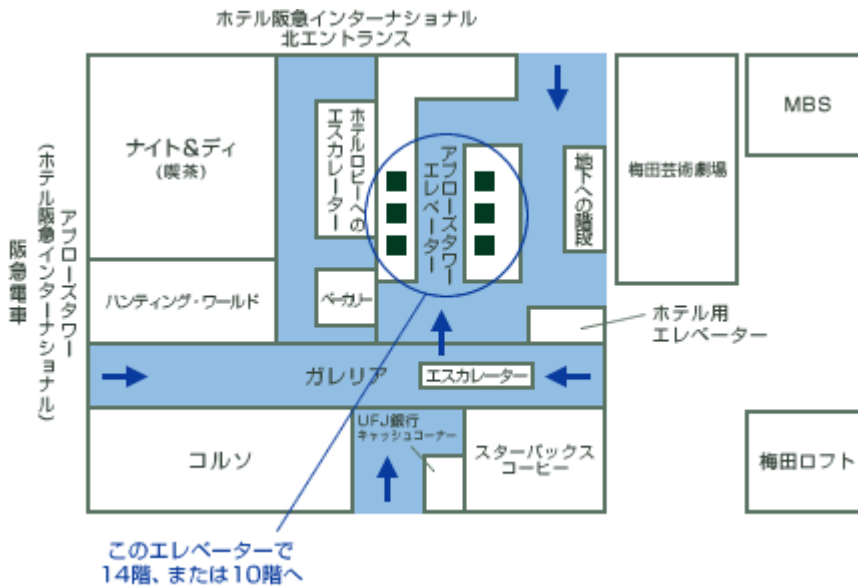 ホテル阪急インターナショナル
北エントランス
ナイト&ディ
(喫茶)
ホテルロビーへの
エスカレーター
アプローズタワー
エレベーター
地下への階段
梅田芸術劇場
MBS
アプローズタワー
(ホテル阪急インターナショナル)
阪急電車
ハンティング・ワールド
ベーカリー
ホテル用
エレベーター
ガレリア
エスカレーター
コルソ
UFJ銀行
キャッシュコーナー
スターバックス
コーヒー
梅田ロフト
このエレベーターで
14階、または10階へ